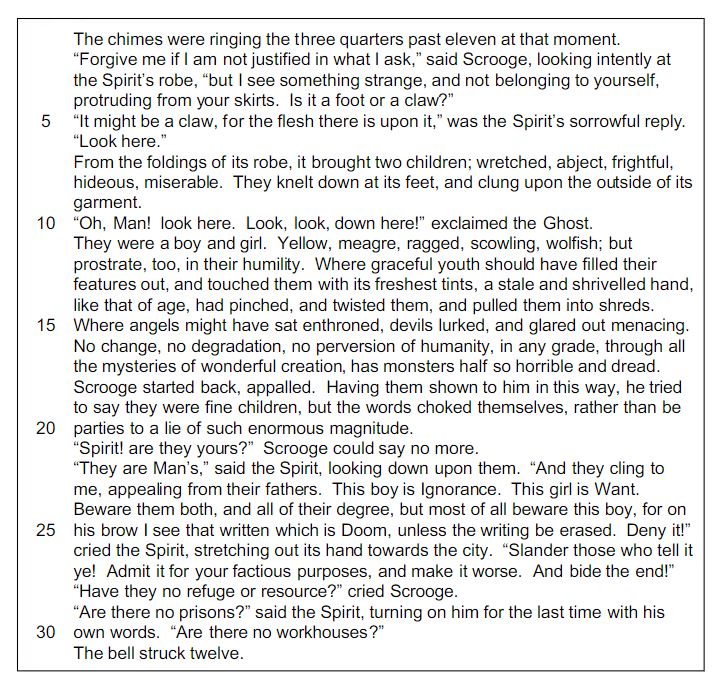 The chimes were ringing the three quarters past eleven at that moment.
“Forgive me if I am not justified in what I ask,” said Scrooge, looking intently at
the Spirit’s robe, “but I see something strange, and not belonging to yourself,
protruding from your skirts.  Is it a foot or a claw?”
5 “It might be a claw, for the flesh there is upon it,” was the Spirit’s sorrowful reply.
“Look here.”
From the foldings of its robe, it brought two children; wretched, abject, frightful,
hideous, miserable.  They knelt down at its feet, and clung upon the outside of its
garment.
10 “Oh, Man!  look here.  Look, look, down here!” exclaimed the Ghost.
They were a boy and girl.  Yellow, meagre, ragged, scowling, wolfish; but
prostrate, too, in their humility.  Where graceful youth should have filled their
features out, and touched them with its freshest tints, a stale and shrivelled hand,
like that of age, had pinched, and twisted them, and pulled them into shreds.
15 Where angels might have sat enthroned, devils lurked, and glared out menacing.
No change, no degradation, no perversion of humanity, in any grade, through all
the mysteries of wonderful creation, has monsters half so horrible and dread.
Scrooge started back, appalled.  Having them shown to him in this way, he tried
to say they were fine children, but the words choked themselves, rather than be
20 parties to a lie of such enormous magnitude.
“Spirit! are they yours?”  Scrooge could say no more.
“They are Man’s,” said the Spirit, looking down upon them.  “And they cling to
me, appealing from their fathers.  This boy is Ignorance.  This girl is Want.
Beware them both, and all of their degree, but most of all beware this boy, for on
25 his brow I see that written which is Doom, unless the writing be erased.  Deny it!”
cried the Spirit, stretching out its hand towards the city.  “Slander those who tell it
ye!  Admit it for your factious purposes, and make it worse.  And bide the end!”
“Have they no refuge or resource?” cried Scrooge.
“Are there no prisons?” said the Spirit, turning on him for the last time with his
30 own words.  “Are there no workhouses?”
The bell struck twelve.